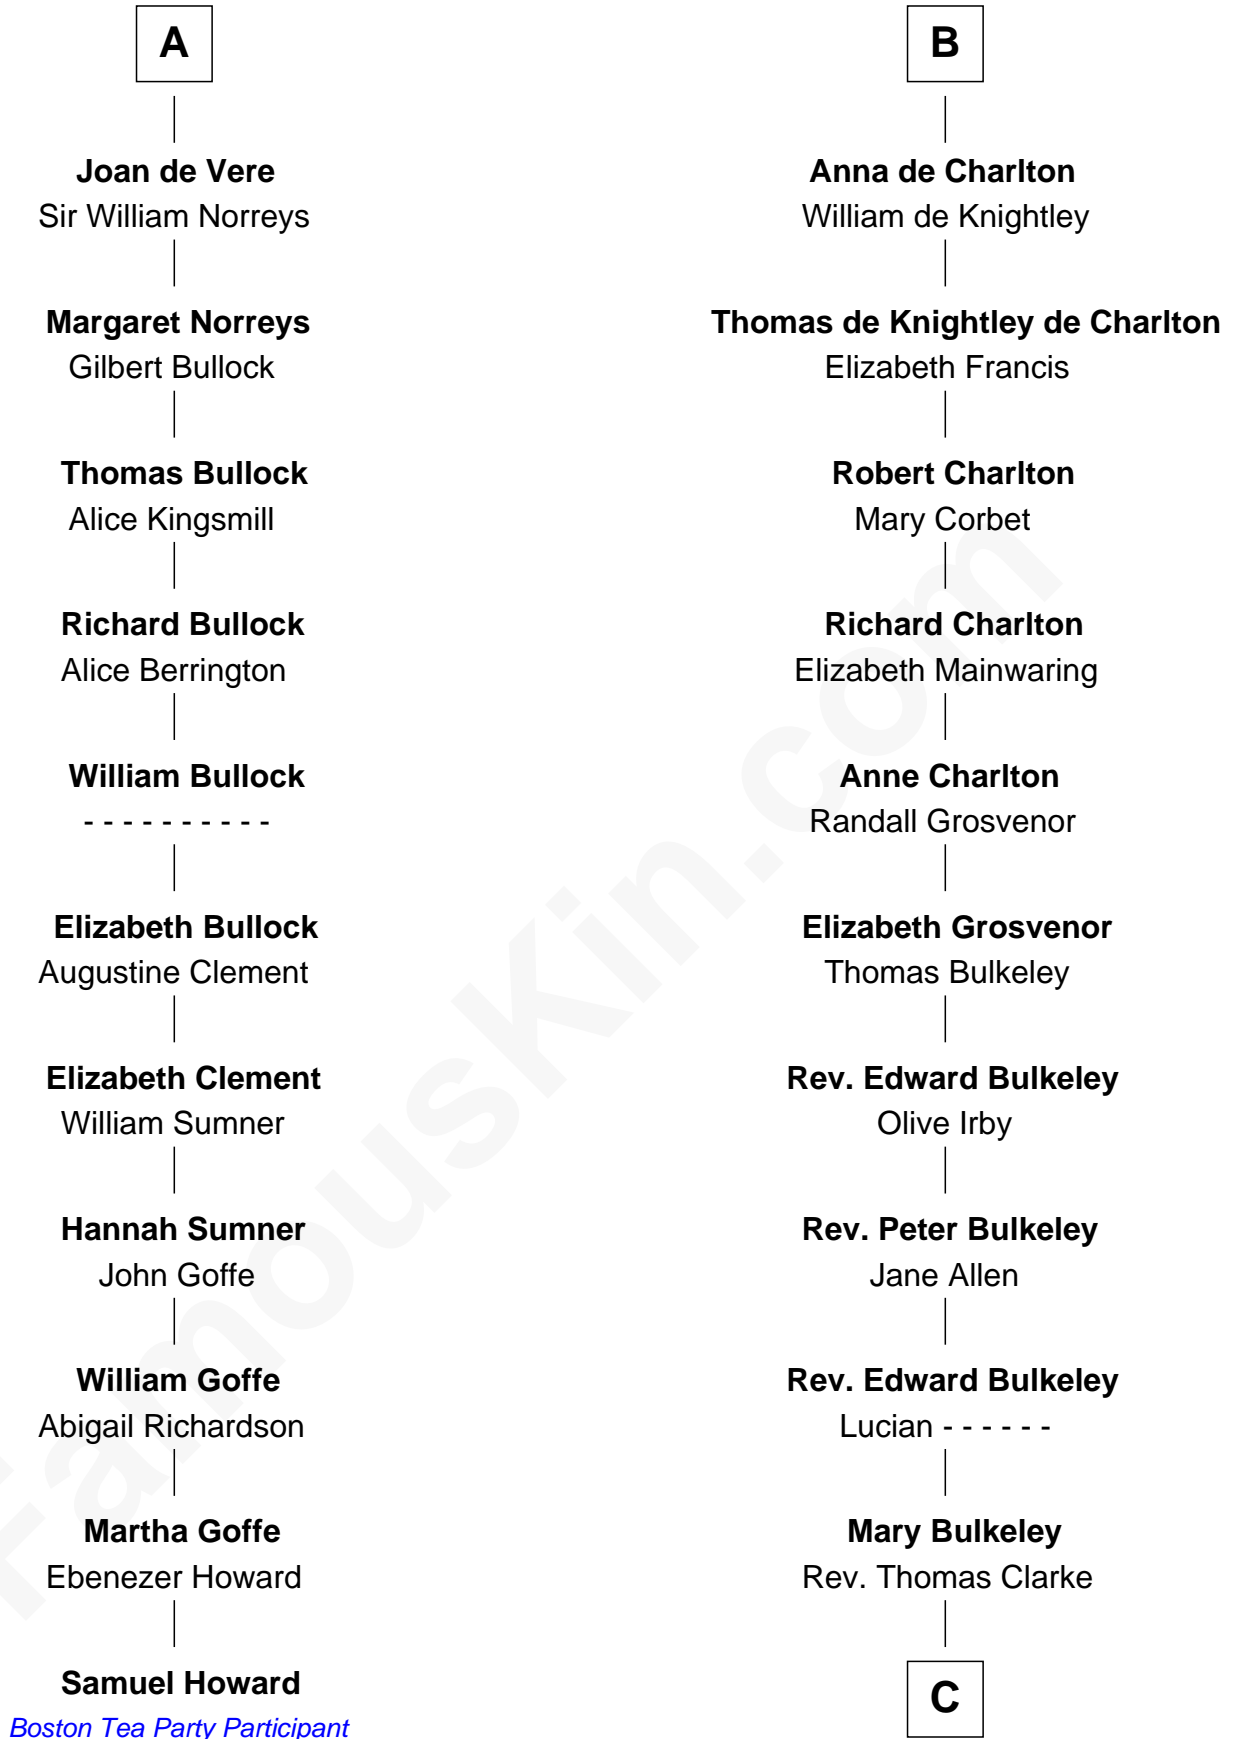 A
Joan de Vere
Sir William Norreys
Margaret Norreys
Gilbert Bullock
Thomas Bullock
Alice Kingsmill
Richard Bullock
Alice Berrington
William Bullock
- - - - - - - - - -
Elizabeth Bullock
Augustine Clement
Elizabeth Clement
William Sumner
Hannah Sumner
John Goffe
William Goffe
Abigail Richardson
Martha Goffe
Ebenezer Howard
Samuel Howard
Boston Tea Party Participant
B
Anna de Charlton
William de Knightley
Thomas de Knightley de Charlton
Elizabeth Francis
Robert Charlton
Mary Corbet
Richard Charlton
Elizabeth Mainwaring
Anne Charlton
Randall Grosvenor
Elizabeth Grosvenor
Thomas Bulkeley
Rev. Edward Bulkeley
Olive Irby
Rev. Peter Bulkeley
Jane Allen
Rev. Edward Bulkeley
Lucian - - - - - -
Mary Bulkeley
Rev. Thomas Clarke
C
FamousKin.com